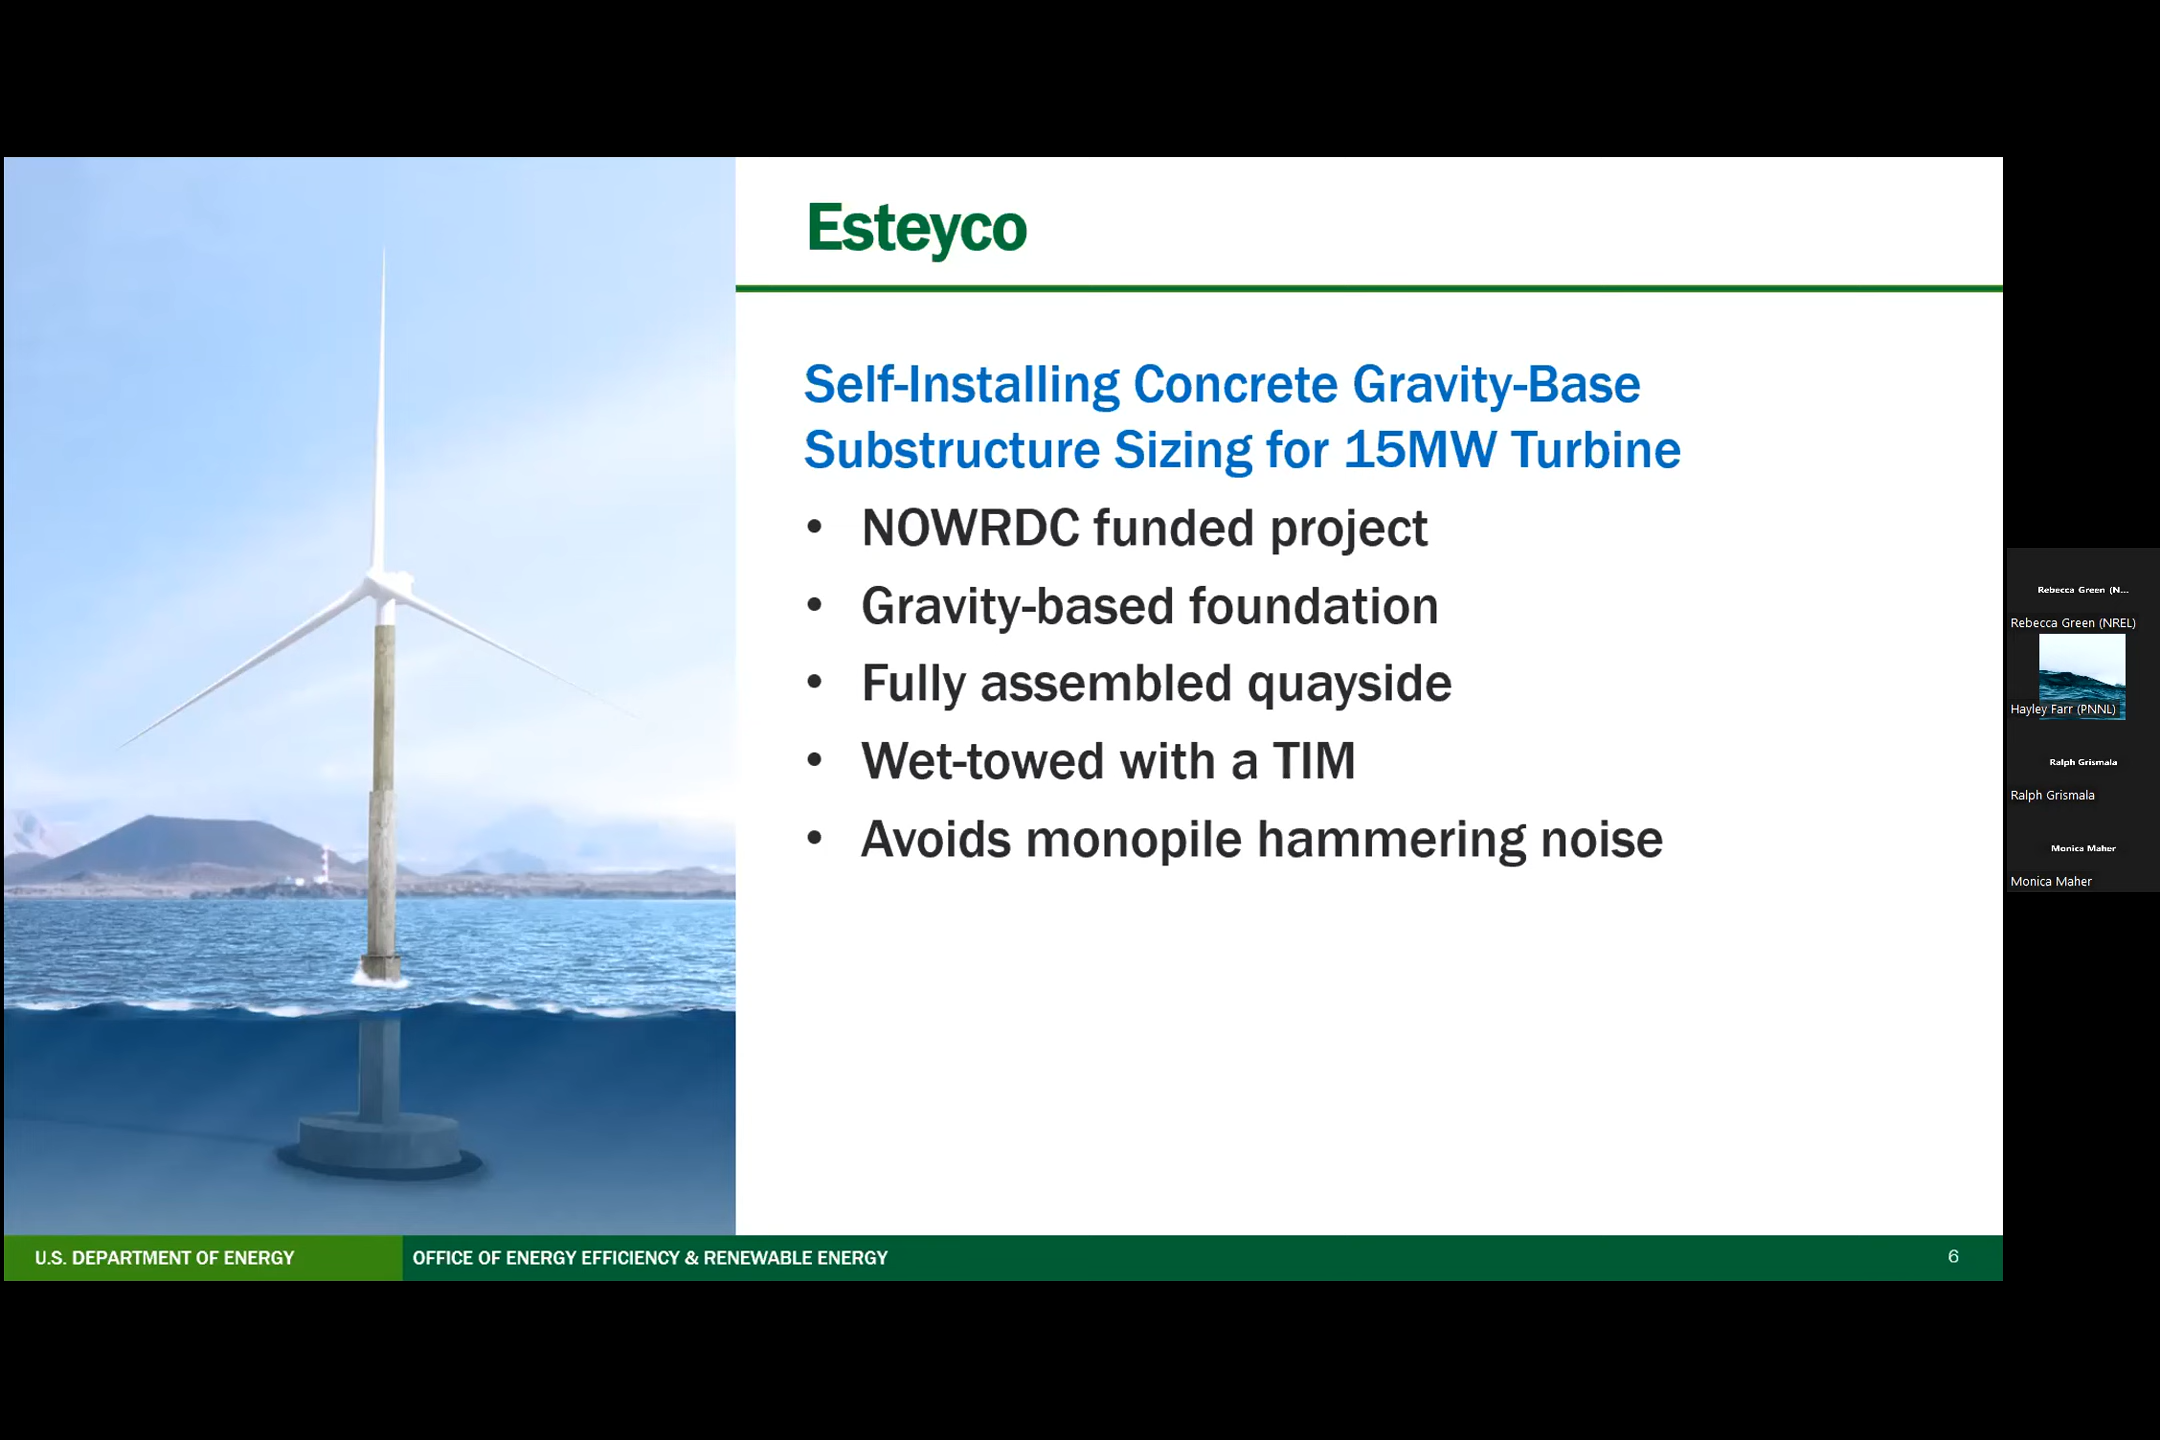 Esteyco
Self-Installing Concrete Gravity-Base
Substructure Sizing for 15MW Turbine
• NOWRDC funded project
• Gravity-based foundation
• Fully assembled quayside
• Wet-towed with a TIM
• Avoids monopile hammering noise
U.S. DEPARTMENT OF ENERGY
OFFICE OF ENERGY EFFICIENCY & RENEWABLE ENERGY
6
Rebecca Green (N...
Rebecca Green (NREL)
Hayley Farr (PNNL)
Ralph Grismala
Ralph Grismala
Monica Maher
Monica Maher